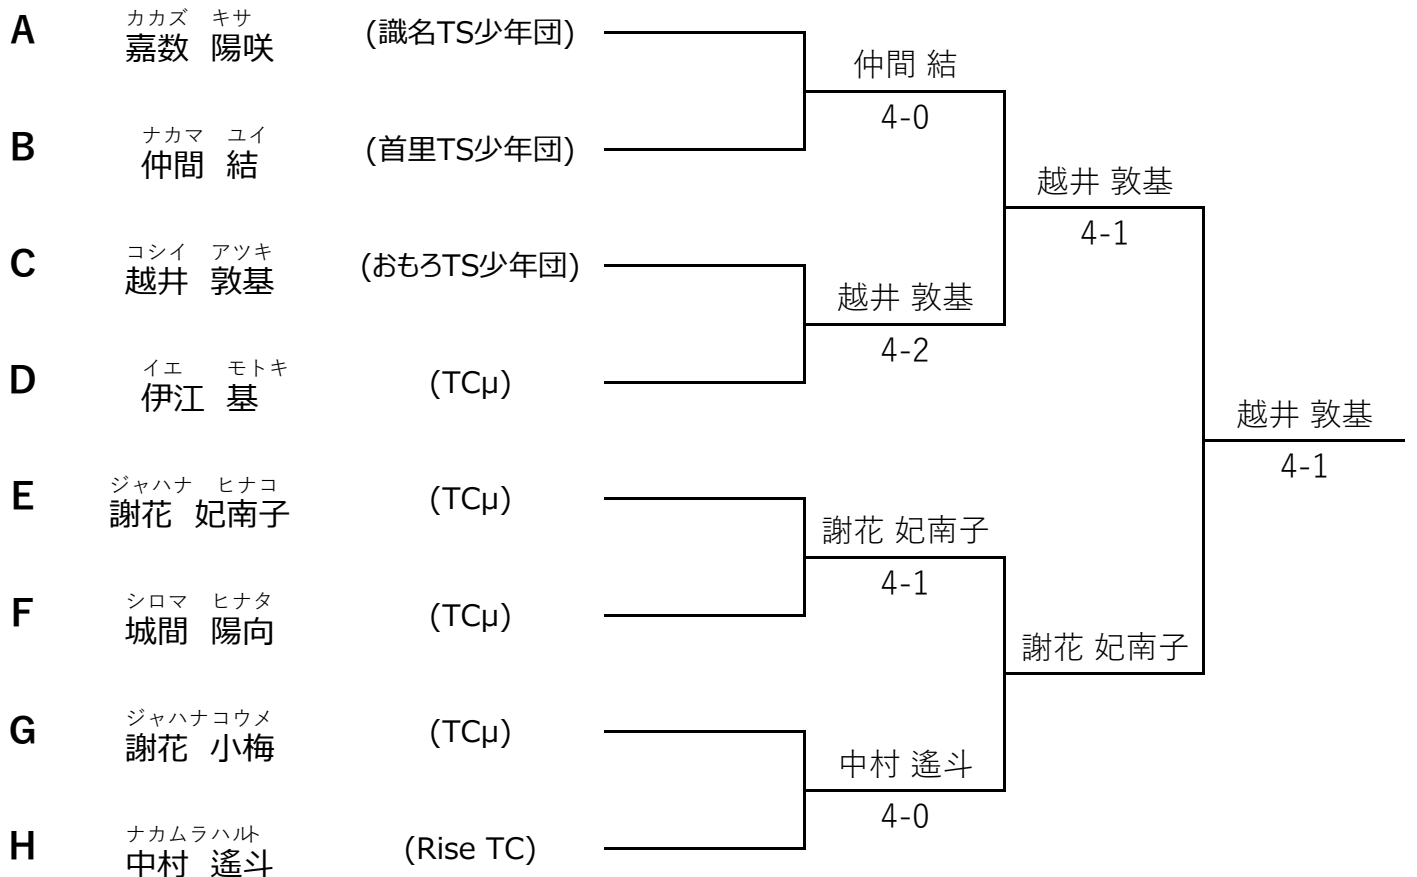 A
カカズ キサ
嘉数 陽咲
(識名TS少年団)
仲間 結
4-0
B
ナカマ ユイ
仲間 結
(首里TS少年団)
越井 敦基
4-1
C
コシイ アツキ
越井 敦基
(おもろTS少年団)
越井 敦基
4-2
D
イエ モトキ
伊江 基
(TCμ)
越井 敦基
4-1
E
ジャハナ ヒナコ
謝花 妃南子
(TCμ)
謝花 妃南子
4-1
F
シロマ ヒナタ
城間 陽向
(TCμ)
謝花 妃南子
G
ジャハナコウメ
謝花 小梅
(TCμ)
中村 遙斗
4-0
H
ナカムラハルト
中村 遙斗
(Rise TC)